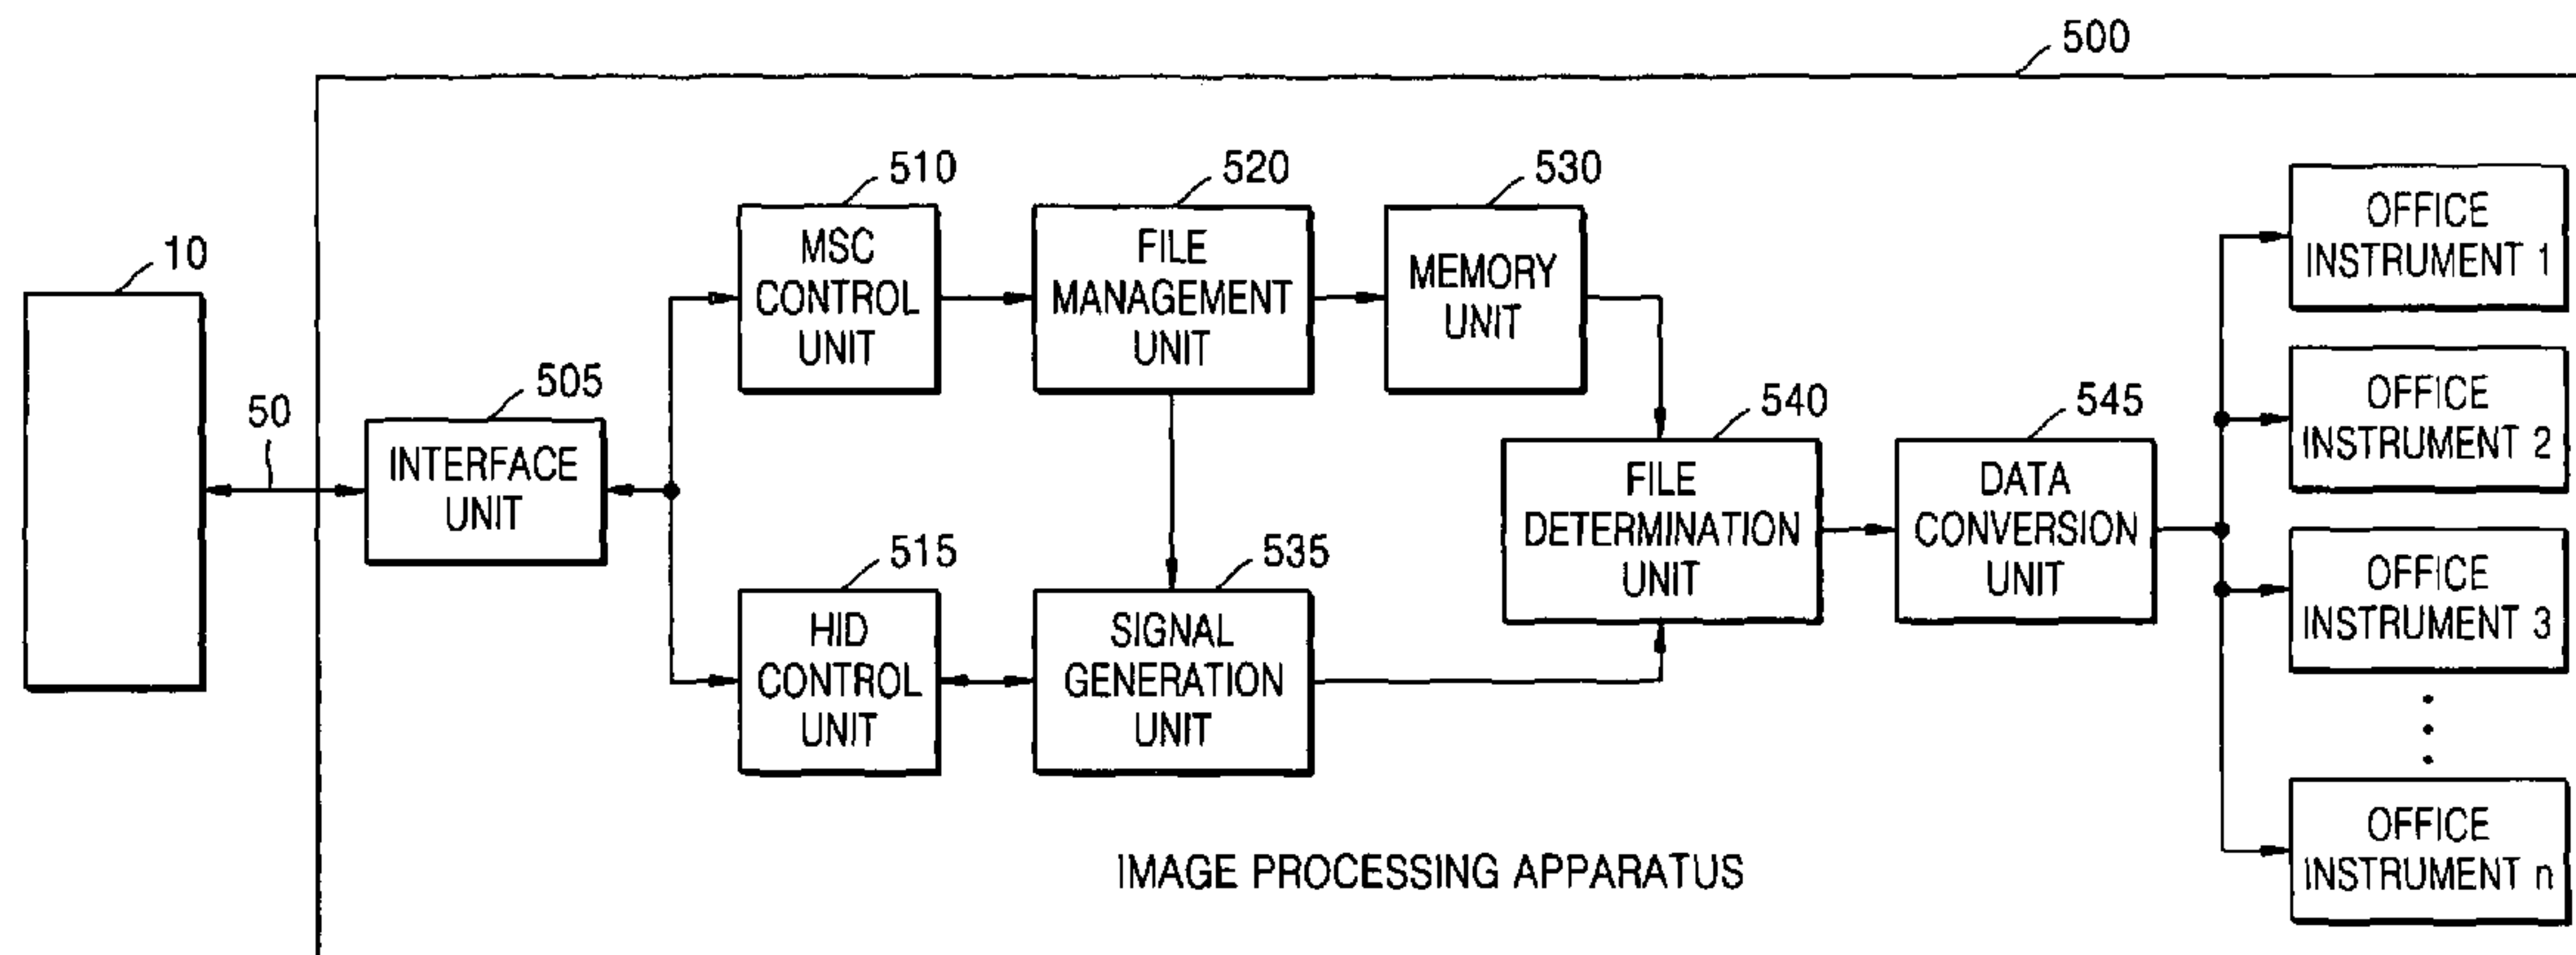 500
510
520
530
10
MSC
CONTROL
UNIT
FILE
MANAGEMENT
UNIT
MEMORY
UNIT
OFFICE
INSTRUMENT 1
505
50
INTERFACE
UNIT
540
545
OFFICE
INSTRUMENT 2
FILE
DETERMINATION
UNIT
DATA
CONVERSION
UNIT
515
535
HID
CONTROL
UNIT
SIGNAL
GENERATION
UNIT
OFFICE
INSTRUMENT 3
OFFICE
INSTRUMENT n
IMAGE PROCESSING APPARATUS